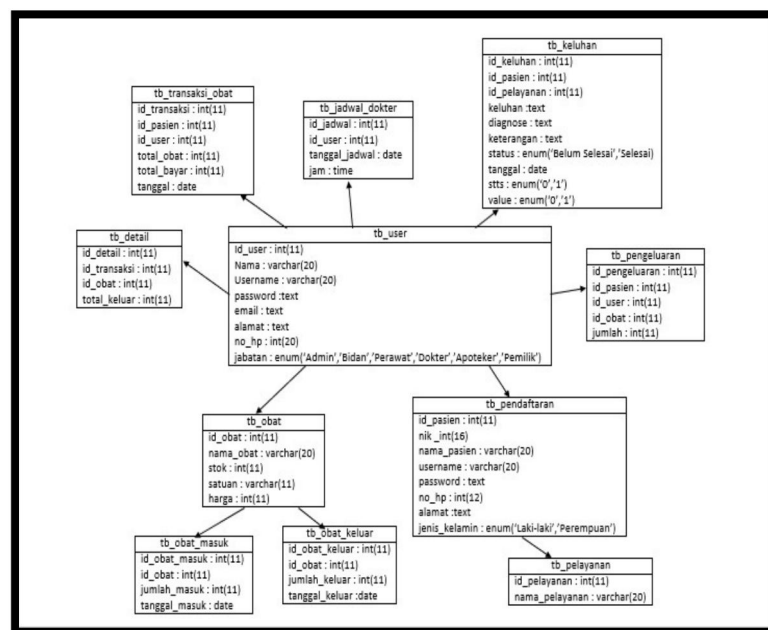 tb_keluhan
id_keluhan : int(11)
id_pasien : int(11)
id_pelayanan : int(11)
keluhan :text
diagnose : text
keterangan : text
status : enum('Belum Selesai','Selesai)
tanggal : date
stts : enum('0','1')
value : enum('0','1')
tb_transaksi_obat
id_transaksi : int(11)
id_pasien : int(11)
id_user : int(11)
total_obat : int(11)
total_bayar : int(11)
tanggal : date
tb_jadwal_dokter
id_jadwal : int(11)
id_user : int(11)
tanggal_jadwal : date
jam : time
tb_detail
id_detail : int(11)
id_transaksi : int(11)
id_obat : int(11)
total_keluar : int(11)
tb_user
Id_user : int(11)
Nama : varchar(20)
Username : varchar(20)
password :text
email : text
alamat : text
no_hp : int(20)
jabatan : enum('Admin','Bidan','Perawat','Dokter','Apoteker','Pemilik')
tb_pengeluaran
id_pengeluaran : int(11)
id_pasien : int(11)
id_user : int(11)
id_obat : int(11)
jumlah : int(11)
tb_obat
id_obat : int(11)
nama_obat : varchar(20)
stok : int(11)
satuan : varchar(11)
harga : int(11)
tb_pendaftaran
id_pasien : int(11)
nik _int(16)
nama_pasien : varchar(20)
username : varchar(20)
password : text
no_hp : int(12)
alamat :text
jenis_kelamin : enum('Laki-laki','Perempuan')
tb_obat_masuk
id_obat_masuk : int(11)
id_obat : int(11)
jumlah_masuk : int(11)
tanggal_masuk : date
tb_obat_keluar
id_obat_keluar : int(11)
id_obat : int(11)
jumlah_keluar : int(11)
tanggal_keluar :date
tb_pelayanan
id_pelayanan : int(11)
nama_pelayanan : varchar(20)